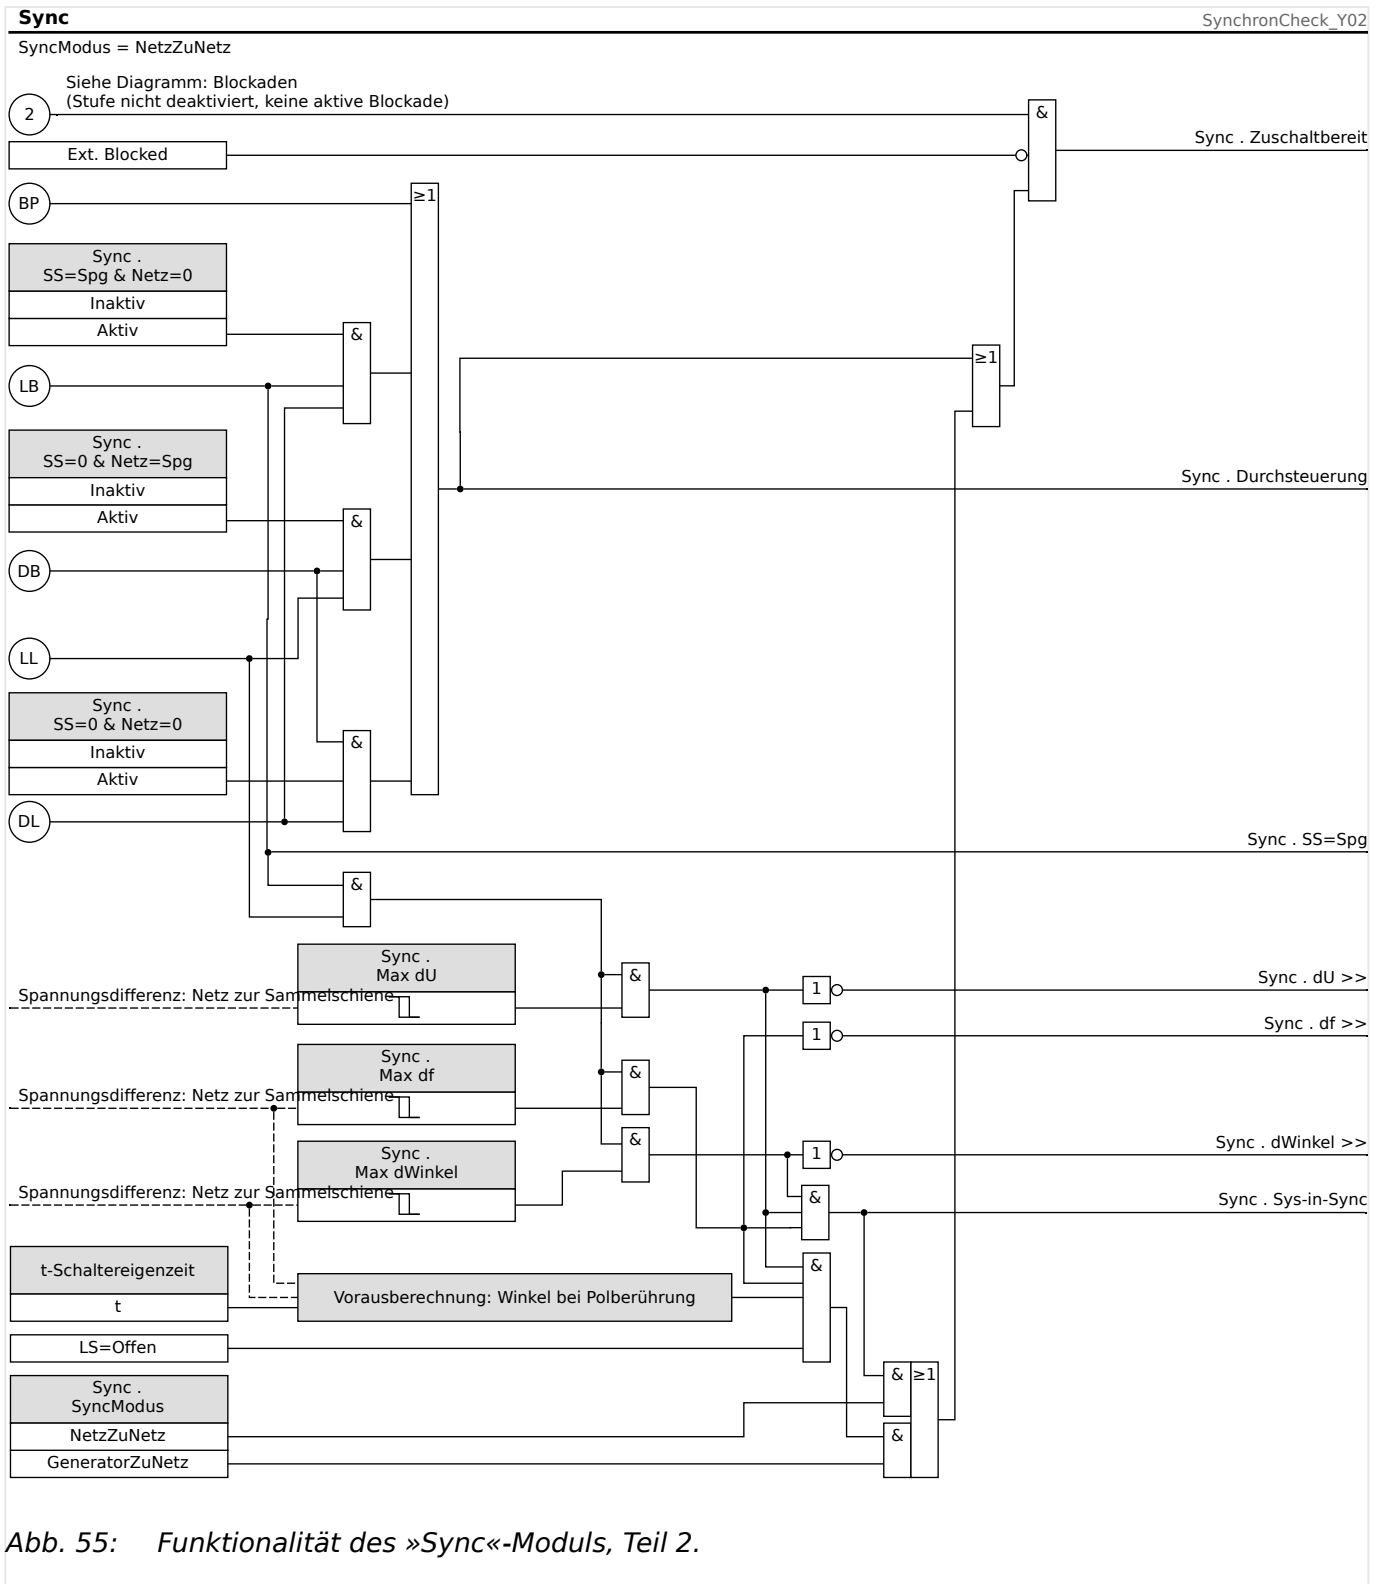 Sync
SynchronCheck_Y02
SyncModus = NetzZuNetz
Siehe Diagramm: Blockaden
(Stufe nicht deaktiviert, keine aktive Blockade)
2
&
Sync . Zuschaltbereit
Ext. Blocked
BP
≥1
Sync .
SS=Spg & Netz=0
Inaktiv
Aktiv
&
≥1
LB
Sync .
SS=0 & Netz=Spg
Inaktiv
Aktiv
&
Sync . Durchsteuerung
DB
LL
Sync .
SS=0 & Netz=0
Inaktiv
Aktiv
&
DL
Sync . SS=Spg
&
Sync .
Max dU
Spannungsdifferenz: Netz zur Sammelschiene
&
1
Sync . dU >>
1
Sync . df >>
Sync .
Max df
Spannungsdifferenz: Netz zur Sammelschiene
&
&
1
Sync . dWinkel >>
Sync .
Max dWinkel
Spannungsdifferenz: Netz zur Sammelschiene
&
Sync . Sys-in-Sync
t-Schaltereigenzeit
t
Vorausberechnung: Winkel bei Polberührung
&
LS=Offen
Sync .
SyncModus
NetzZuNetz
GeneratorZuNetz
&
≥1
&
Abb. 55: Funktionalität des »Sync«-Moduls, Teil 2.